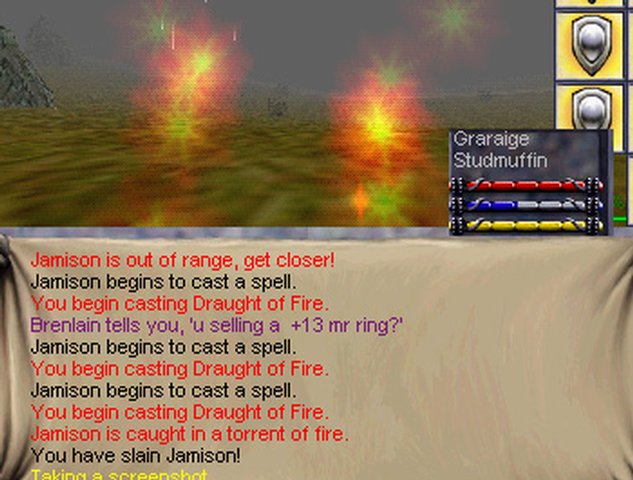 Graraige
Studmuffin
Jamison is out of range, get closer!
Jamison begins to cast a spell.
You begin casting Draught of Fire.
Brenlain tells you, 'u selling a  +13 mr ring?'
Jamison begins to cast a spell.
You begin casting Draught of Fire.
Jamison begins to cast a spell.
You begin casting Draught of Fire.
Jamison is caught in a torrent of fire.
You have slain Jamison!
Taking a screenshot